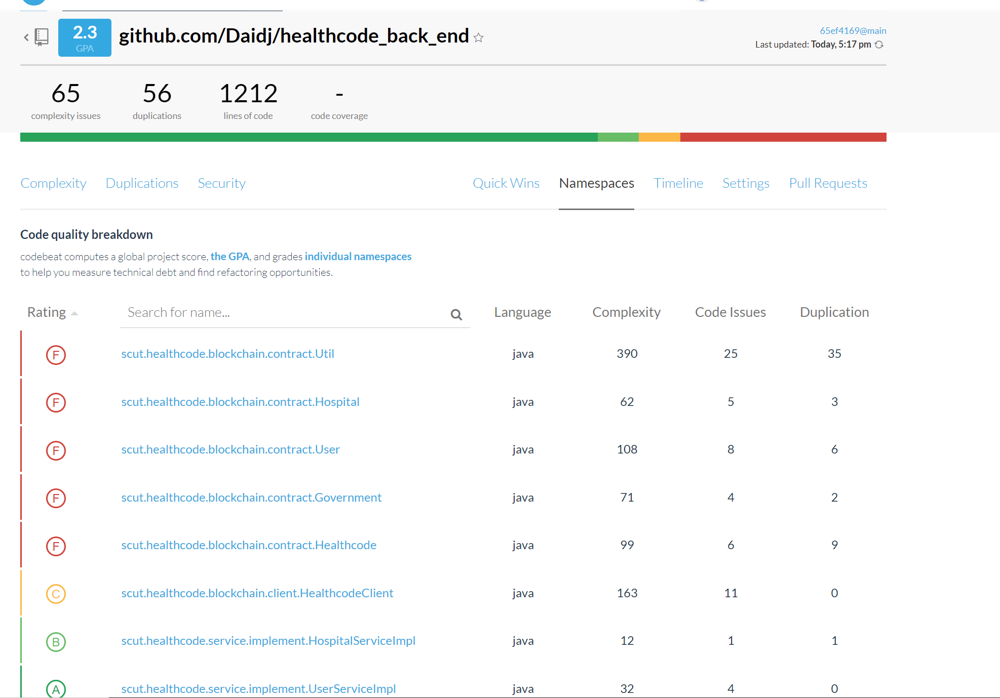 2.3
GPA
github.com/Daidj/healthcode_back_end
65ef4169@main
Last updated: Today, 5:17 pm
65 56 1212 -
complexity issues duplications lines of code code coverage
Complexity Duplications Security Quick Wins Namespaces Timeline Settings Pull Requests
Code quality breakdown
codebeat computes a global project score, the GPA, and grades individual namespaces
to help you measure technical debt and find refactoring opportunities.
Rating Search for name... Language Complexity Code Issues Duplication
F scut.healthcode.blockchain.contract.Util java 390 25 35
F scut.healthcode.blockchain.contract.Hospital java 62 5 3
F scut.healthcode.blockchain.contract.User java 108 8 6
F scut.healthcode.blockchain.contract.Government java 71 4 2
F scut.healthcode.blockchain.contract.Healthcode java 99 6 9
C scut.healthcode.blockchain.client.HealthcodeClient java 163 11 0
B scut.healthcode.service.implement.HospitalServiceImpl java 12 1 1
A scut.healthcode.service.implement.UserServiceImpl java 32 4 0